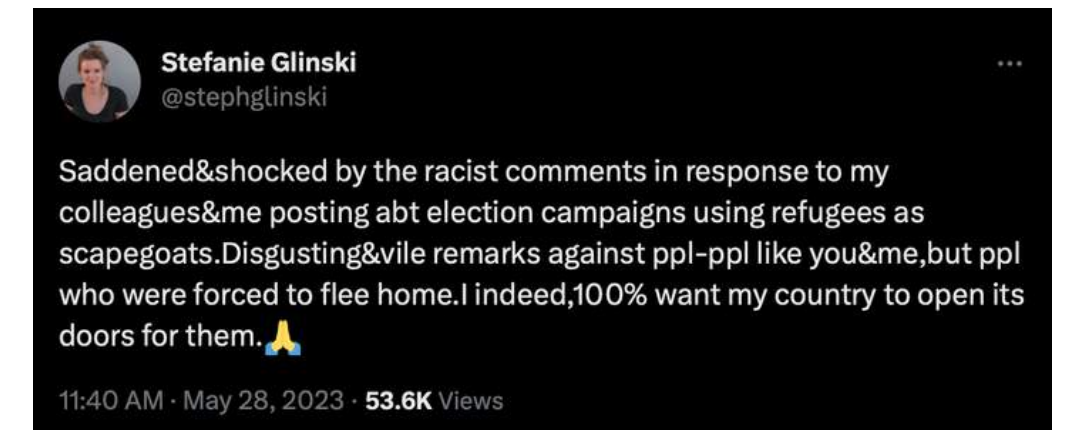 Stefanie Glinski
@stephglinski
Saddened&shocked by the racist comments in response to my
colleagues&me posting abt election campaigns using refugees as
scapegoats.Disgusting&vile remarks against ppl-ppl like you&me,but ppl
who were forced to flee home.I indeed,100% want my country to open its
doors for them.🙏
11:40 AM · May 28, 2023 · 53.6K Views